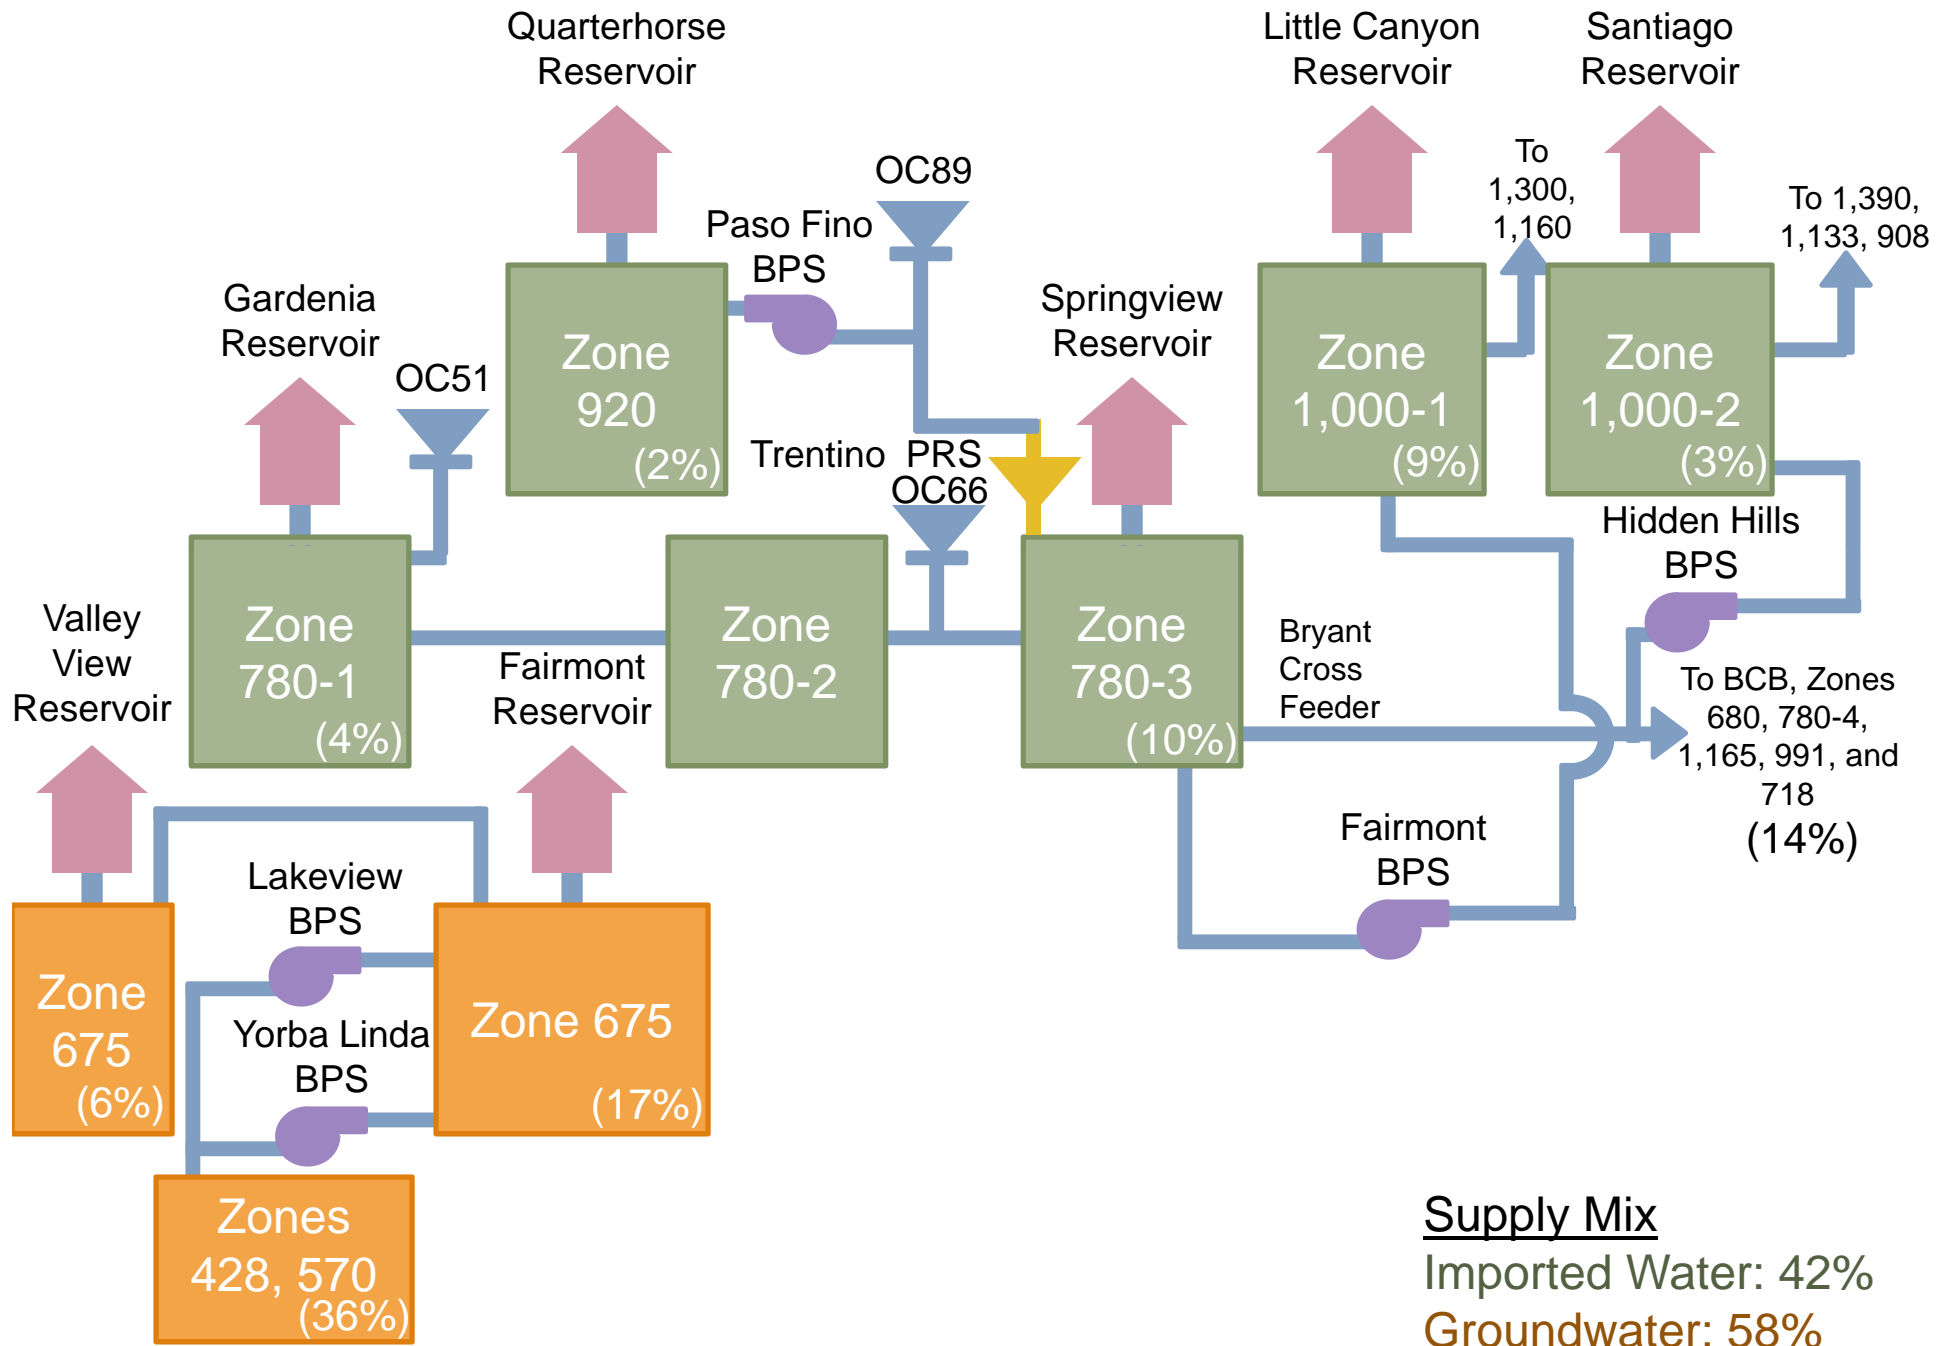 Quarterhorse
Reservoir
Little Canyon
Reservoir
Santiago
Reservoir
To
1,300,
1,160
To 1,390,
1,133, 908
OC89
Paso Fino
BPS
Gardenia
Reservoir
OC51
Zone
920
(2%)
Springview
Reservoir
Zone
1,000-1
(9%)
Zone
1,000-2
(3%)
Trentino PRS
OC66
Hidden Hills
BPS
Valley
View
Reservoir
Zone
780-1
(4%)
Fairmont
Reservoir
Zone
780-2
Zone
780-3
(10%)
Bryant
Cross
Feeder
To BCB, Zones
680, 780-4,
1,165, 991, and
718
(14%)
Fairmont
BPS
Lakeview
BPS
Zone
675
(6%)
Yorba Linda
BPS
Zone 675
(17%)
Zones
428, 570
(36%)
Supply Mix
Imported Water: 42%
Groundwater: 58%